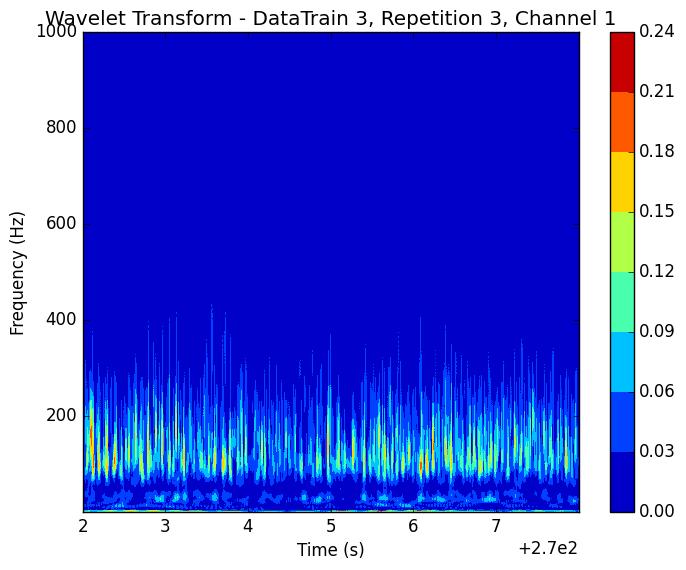 Wavelet Transform - DataTrain 3, Repetition 3, Channel 1
1000
800
600
400
200
Frequency (Hz)
2 3 4 5 6 7
+2.7e2
Time (s)
0.24
0.21
0.18
0.15
0.12
0.09
0.06
0.03
0.00